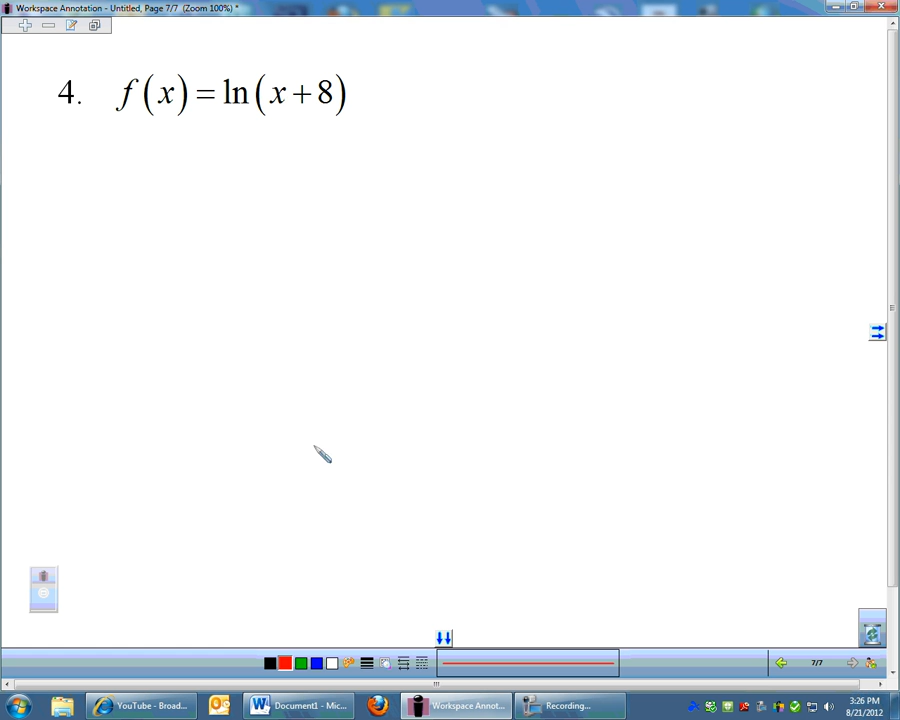 Workspace Annotation - Untitled, Page 7/7 (Zoom 100%) *
4. f(x) = ln(x+8)
7/7
YouTube - Broad...
Document1 - Mic...
Workspace Annot...
Recording...
3:26 PM
8/21/2012